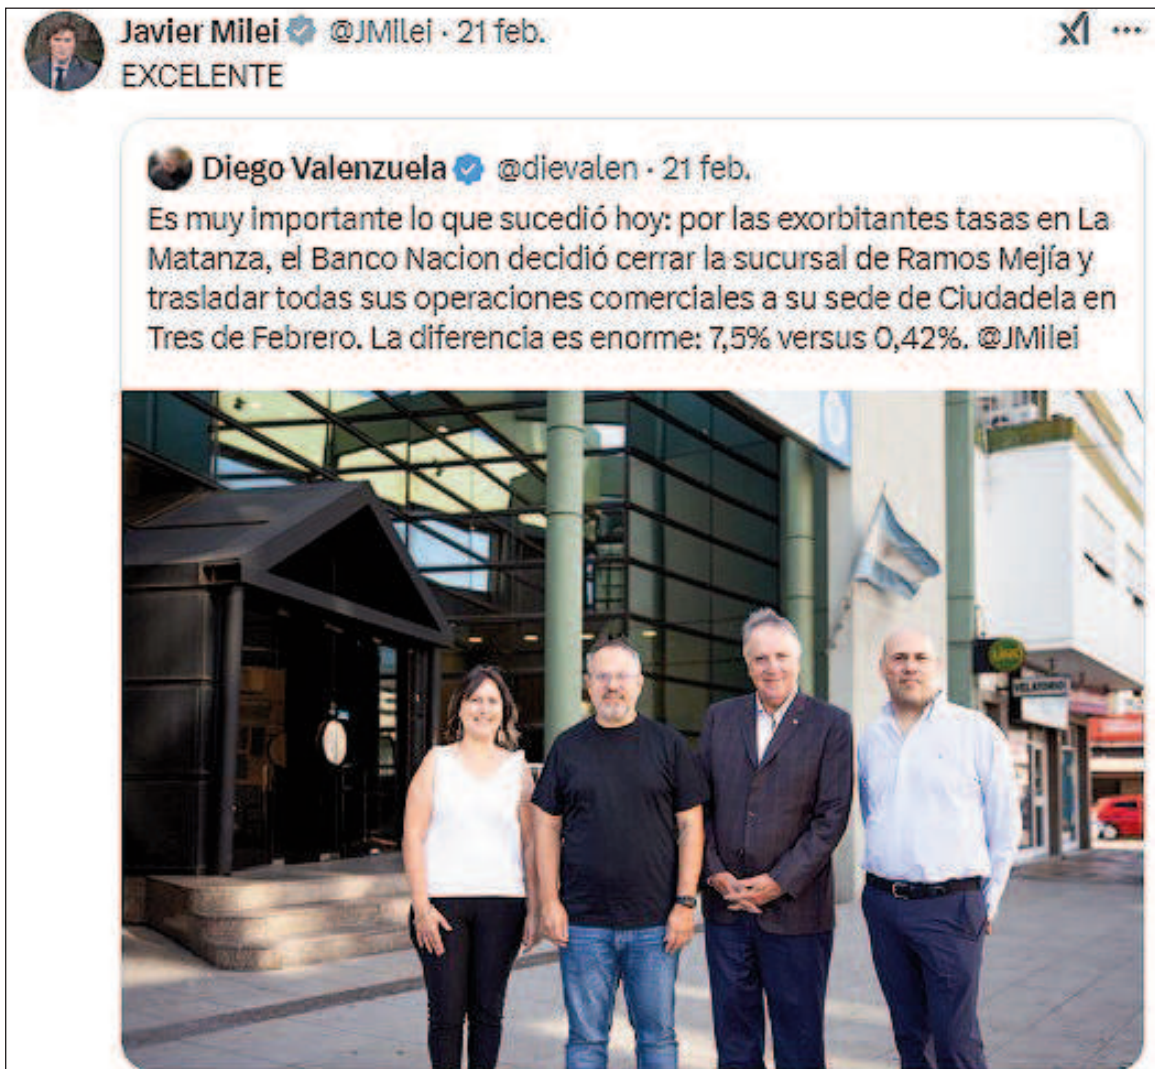 Javier Milei @JMilei · 21 feb.
EXCELENTE
Diego Valenzuela @dievalen · 21 feb.
Es muy importante lo que sucedió hoy: por las exorbitantes tasas en La
Matanza, el Banco Nacion decidió cerrar la sucursal de Ramos Mejía y
trasladar todas sus operaciones comerciales a su sede de Ciudadela en
Tres de Febrero. La diferencia es enorme: 7,5% versus 0,42%. @JMilei
VELATORIO